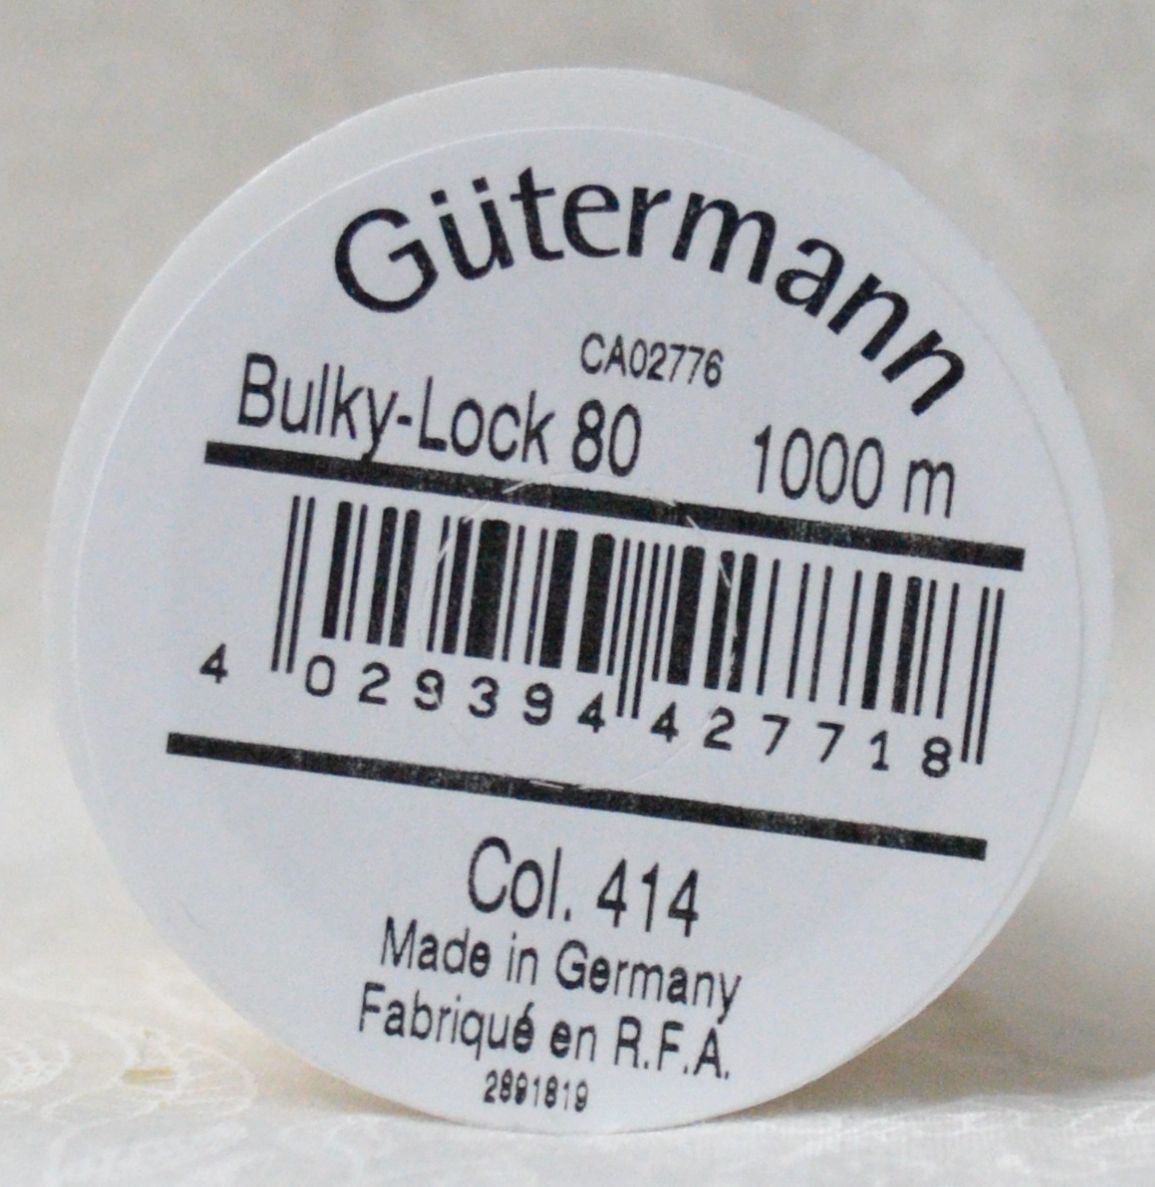 Gütermann
CA02776
Bulky-Lock 80 1000 m
4 029394 427718
Col. 414
Made in Germany
Fabriqué en R.F.A.
2891819